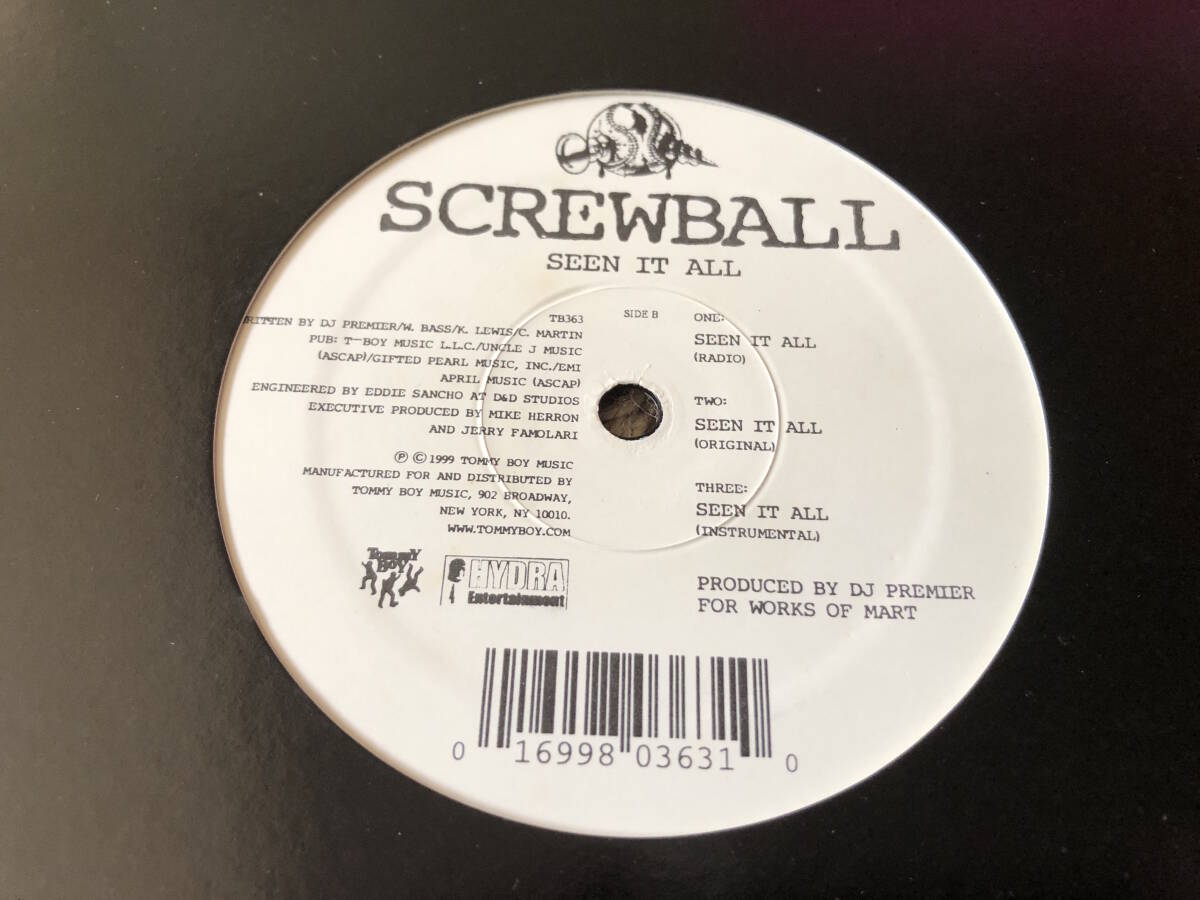 SCREWBALL
SEEN IT ALL
TB363
SIDE B
WRITTEN BY DJ PREMIER/W. BASS/K. LEWIS/C. MARTIN
PUB: T-BOY MUSIC L.L.C./UNCLE J MUSIC
(ASCAP)/GIFTED PEARL MUSIC, INC./EMI
APRIL MUSIC (ASCAP)
ENGINEERED BY EDDIE SANCHO AT D&D STUDIOS
EXECUTIVE PRODUCED BY MIKE HERRON
AND JERRY FAMOLARI
℗ © 1999 TOMMY BOY MUSIC
MANUFACTURED FOR AND DISTRIBUTED BY
TOMMY BOY MUSIC, 902 BROADWAY,
NEW YORK, NY 10010.
WWW.TOMMYBOY.COM
Tommy
Boy
HYDRA
Entertainment
ONE:
SEEN IT ALL
(RADIO)
TWO:
SEEN IT ALL
(ORIGINAL)
THREE:
SEEN IT ALL
(INSTRUMENTAL)
PRODUCED BY DJ PREMIER
FOR WORKS OF MART
0 16998 03631 0